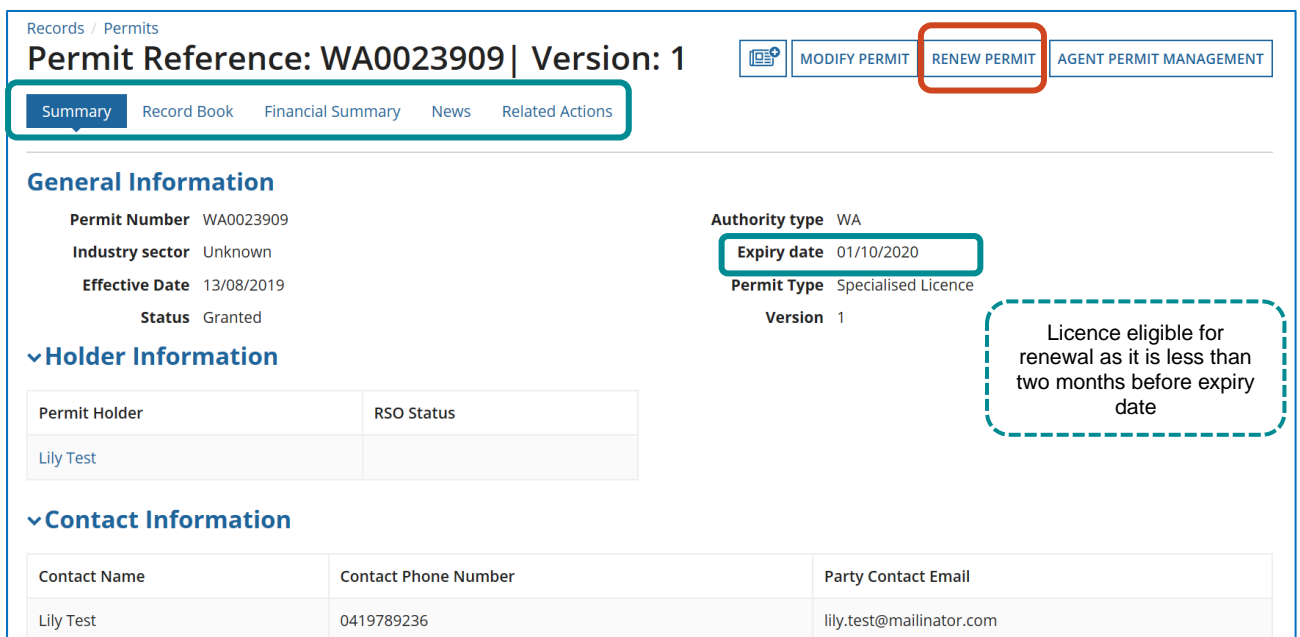 Records / Permits
Permit Reference: WA0023909| Version: 1
MODIFY PERMIT RENEW PERMIT AGENT PERMIT MANAGEMENT
Summary Record Book Financial Summary News Related Actions
General Information
Permit Number WA0023909 Authority type WA
Industry sector Unknown Expiry date 01/10/2020
Effective Date 13/08/2019 Permit Type Specialised Licence
Status Granted Version 1
Licence eligible for
renewal as it is less than
two months before expiry
date
Holder Information
Permit Holder RSO Status
Lily Test
Contact Information
Contact Name Contact Phone Number Party Contact Email
Lily Test 0419789236 lily.test@mailinator.com